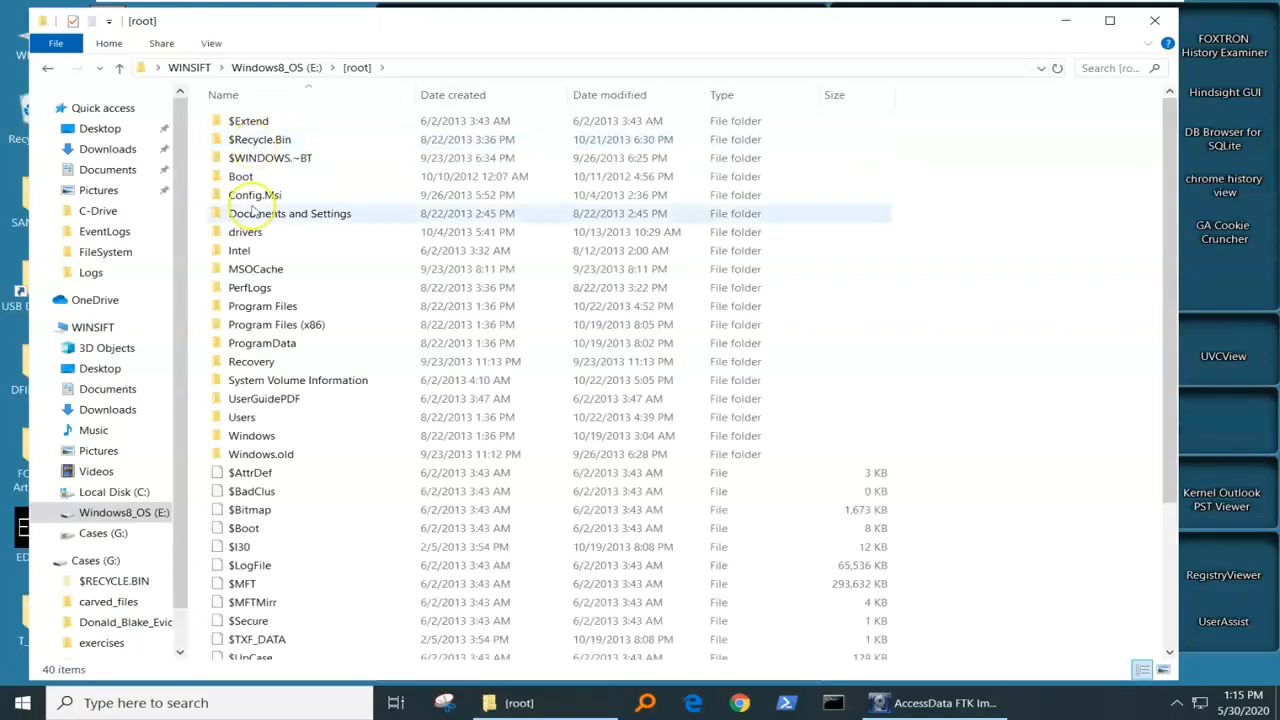 [root]
File Home Share View
WINSIFT Windows8_OS (E:) [root]
Search [ro...
Name Date created Date modified Type Size
$Extend 6/2/2013 3:43 AM 6/2/2013 3:43 AM File folder
$Recycle.Bin 8/22/2013 3:36 PM 10/21/2013 6:30 PM File folder
$WINDOWS.~BT 9/23/2013 6:34 PM 9/26/2013 6:25 PM File folder
Boot 10/10/2012 12:07 AM 10/11/2012 4:56 PM File folder
Config.Msi 9/26/2013 5:52 PM 10/4/2013 2:36 PM File folder
Documents and Settings 8/22/2013 2:45 PM 8/22/2013 2:45 PM File folder
drivers 10/4/2013 5:41 PM 10/13/2013 10:29 AM File folder
Intel 6/2/2013 3:32 AM 8/12/2013 2:00 AM File folder
MSOCache 9/23/2013 8:11 PM 9/23/2013 8:11 PM File folder
PerfLogs 8/22/2013 3:36 PM 8/22/2013 3:22 PM File folder
Program Files 8/22/2013 1:36 PM 10/22/2013 4:52 PM File folder
Program Files (x86) 8/22/2013 1:36 PM 10/19/2013 8:05 PM File folder
ProgramData 8/22/2013 1:36 PM 10/19/2013 8:02 PM File folder
Recovery 9/23/2013 11:13 PM 9/23/2013 11:13 PM File folder
System Volume Information 6/2/2013 4:10 AM 10/22/2013 5:05 PM File folder
UserGuidePDF 6/2/2013 3:47 AM 6/2/2013 3:47 AM File folder
Users 8/22/2013 1:36 PM 10/22/2013 4:39 PM File folder
Windows 8/22/2013 1:36 PM 10/19/2013 3:04 AM File folder
Windows.old 9/23/2013 11:12 PM 9/26/2013 6:28 PM File folder
$AttrDef 6/2/2013 3:43 AM 6/2/2013 3:43 AM File 3 KB
$BadClus 6/2/2013 3:43 AM 6/2/2013 3:43 AM File 0 KB
$Bitmap 6/2/2013 3:43 AM 6/2/2013 3:43 AM File 1,673 KB
$Boot 6/2/2013 3:43 AM 6/2/2013 3:43 AM File 8 KB
$I30 2/5/2013 3:54 PM 10/19/2013 8:08 PM File 12 KB
$LogFile 6/2/2013 3:43 AM 6/2/2013 3:43 AM File 65,536 KB
$MFT 6/2/2013 3:43 AM 6/2/2013 3:43 AM File 293,632 KB
$MFTMirr 6/2/2013 3:43 AM 6/2/2013 3:43 AM File 4 KB
$Secure 6/2/2013 3:43 AM 6/2/2013 3:43 AM File 1 KB
$TXF_DATA 2/5/2013 3:54 PM 10/19/2013 8:08 PM File 1 KB
$UpCase 6/2/2013 3:43 AM 6/2/2013 3:43 AM File 128 KB
Quick access
Desktop
Downloads
Documents
Pictures
C-Drive
EventLogs
FileSystem
Logs
OneDrive
WINSIFT
3D Objects
Desktop
Documents
Downloads
Music
Pictures
Videos
Local Disk (C:)
Windows8_OS (E:)
Cases (G:)
Cases (G:)
$RECYCLE.BIN
carved_files
Donald_Blake_Evic
exercises
40 items
FOXTRON
History Examiner
Hindsight GUI
DB Browser for
SQLite
chrome history
view
GA Cookie
Cruncher
UVCView
Kernel Outlook
PST Viewer
RegistryViewer
UserAssist
Type here to search
[root]
AccessData FTK Im...
1:15 PM
5/30/2020